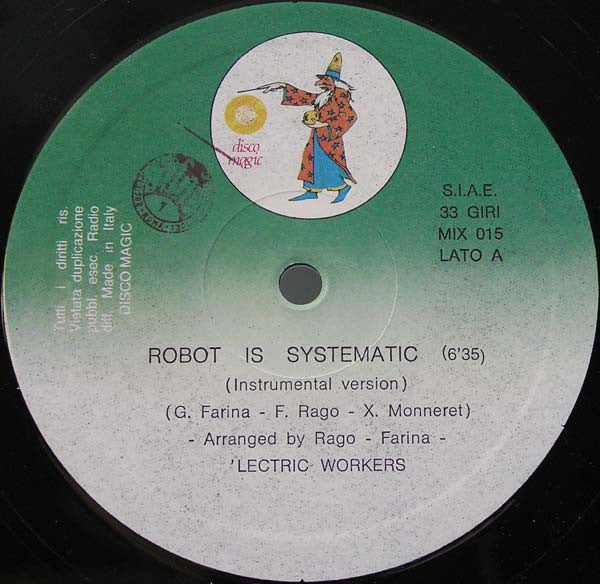 disco
magic
S.I.A.E.
33 GIRI
MIX 015
LATO A
Tutti i diritti ris.
Vietata duplicazione
pubbl. esec. Radio
diff. Made in Italy
DISCO MAGIC
ROBOT IS SYSTEMATIC (6'35)
(Instrumental version)
(G. Farina - F. Rago - X. Monneret)
- Arranged by Rago - Farina -
'LECTRIC WORKERS